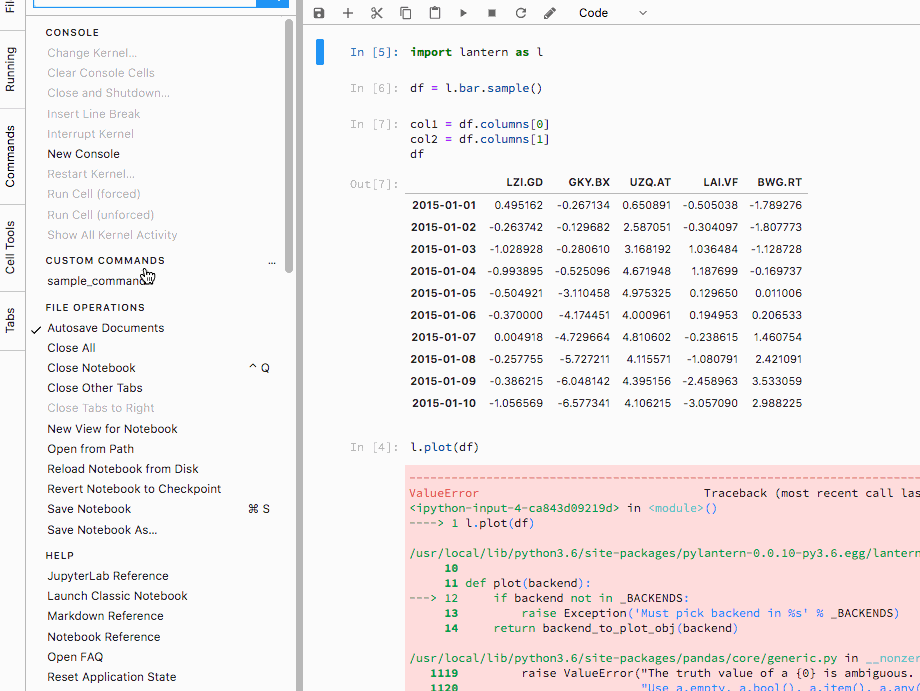 File
Running
Commands
Cell Tools
Tabs
CONSOLE
Change Kernel...
Clear Console Cells
Close and Shutdown...
Insert Line Break
Interrupt Kernel
New Console
Restart Kernel...
Run Cell (forced)
Run Cell (unforced)
Show All Kernel Activity
CUSTOM COMMANDS ...
sample_command
FILE OPERATIONS
Autosave Documents
Close All
Close Notebook ^ Q
Close Other Tabs
Close Tabs to Right
New View for Notebook
Open from Path
Reload Notebook from Disk
Revert Notebook to Checkpoint
Save Notebook ⌘ S
Save Notebook As...
HELP
JupyterLab Reference
Launch Classic Notebook
Markdown Reference
Notebook Reference
Open FAQ
Reset Application State
Code
In [5]: import lantern as l
In [6]: df = l.bar.sample()
In [7]: col1 = df.columns[0]
col2 = df.columns[1]
df
Out[7]: LZI.GD GKY.BX UZQ.AT LAI.VF BWG.RT
2015-01-01 0.495162 -0.267134 0.650891 -0.505038 -1.789276
2015-01-02 -0.263742 -0.129682 2.587051 -0.304097 -1.807773
2015-01-03 -1.028928 -0.280610 3.168192 1.036484 -1.128728
2015-01-04 -0.993895 -0.525096 4.671948 1.187699 -0.169737
2015-01-05 -0.504921 -3.110458 4.975325 0.129650 0.011006
2015-01-06 -0.370000 -4.174451 4.000961 0.194953 0.206533
2015-01-07 0.004918 -4.729664 4.810602 -0.238615 1.460754
2015-01-08 -0.257755 -5.727211 4.115571 -1.080791 2.421091
2015-01-09 -0.386215 -6.048142 4.395156 -2.458963 3.533059
2015-01-10 -1.056569 -6.577341 4.106215 -3.057090 2.988225
In [4]: l.plot(df)
---------------------------------------------------------------------------
ValueError Traceback (most recent call las
<ipython-input-4-ca843d09219d> in <module>()
----> 1 l.plot(df)
/usr/local/lib/python3.6/site-packages/pylantern-0.0.10-py3.6.egg/lantern
10
11 def plot(backend):
---> 12 if backend not in _BACKENDS:
13 raise Exception('Must pick backend in %s' % _BACKENDS)
14 return backend_to_plot_obj(backend)
/usr/local/lib/python3.6/site-packages/pandas/core/generic.py in __nonzer
1119 raise ValueError("The truth value of a {0} is ambiguous.
1120 "Use a.empty, a.bool(), a.item(), a.any(